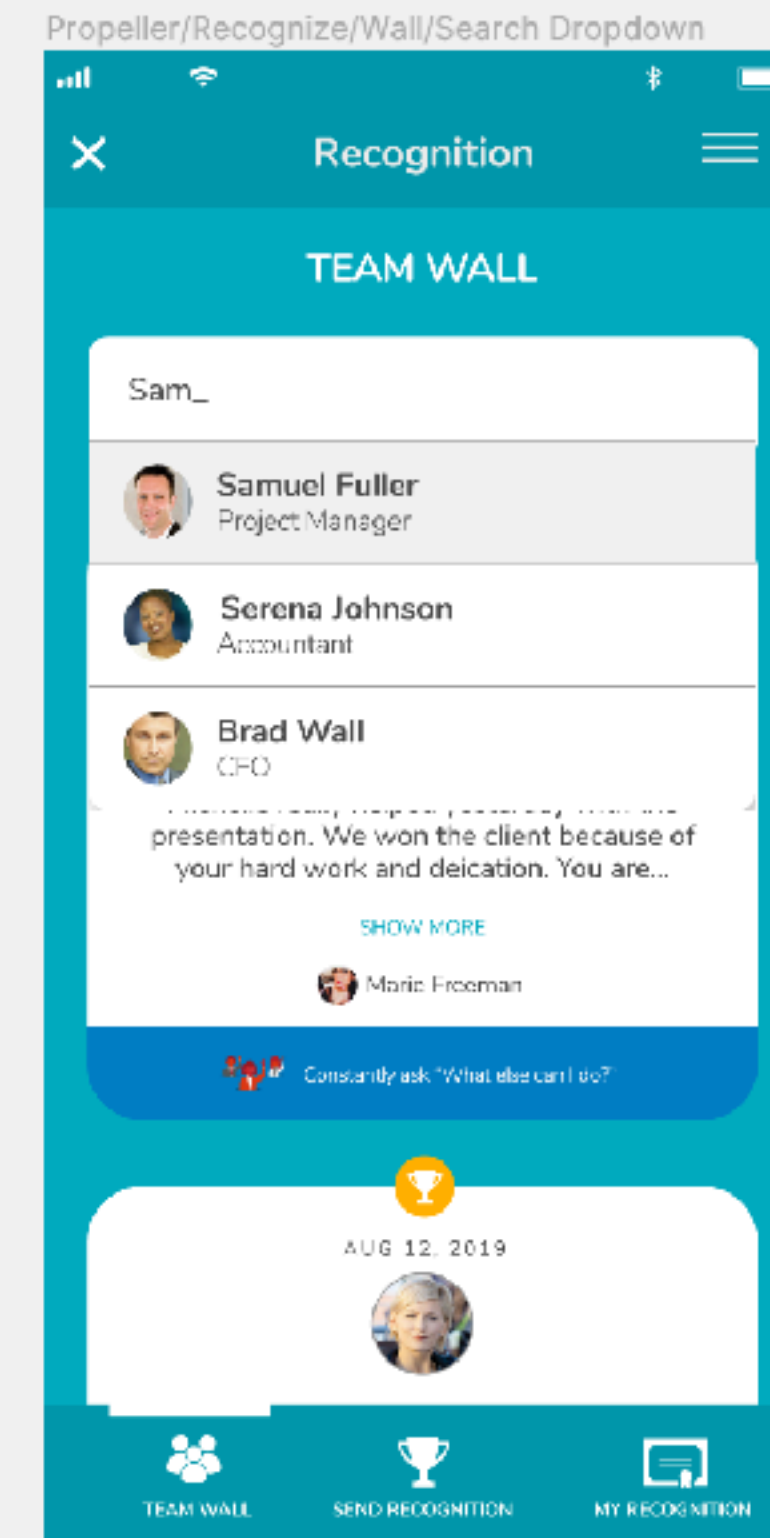 Propeller/Recognize/Wall/Search Dropdown
Recognition
TEAM WALL
Sam_
Samuel Fuller
Project Manager
Serena Johnson
Accountant
Brad Wall
CFO
presentation. We won the client because of
your hard work and deication. You are...
SHOW MORE
Marie Freeman
Constantly ask "What else can I do?"
AUG 12, 2019
TEAM WALL
SEND RECOGNITION
MY RECOGNITION